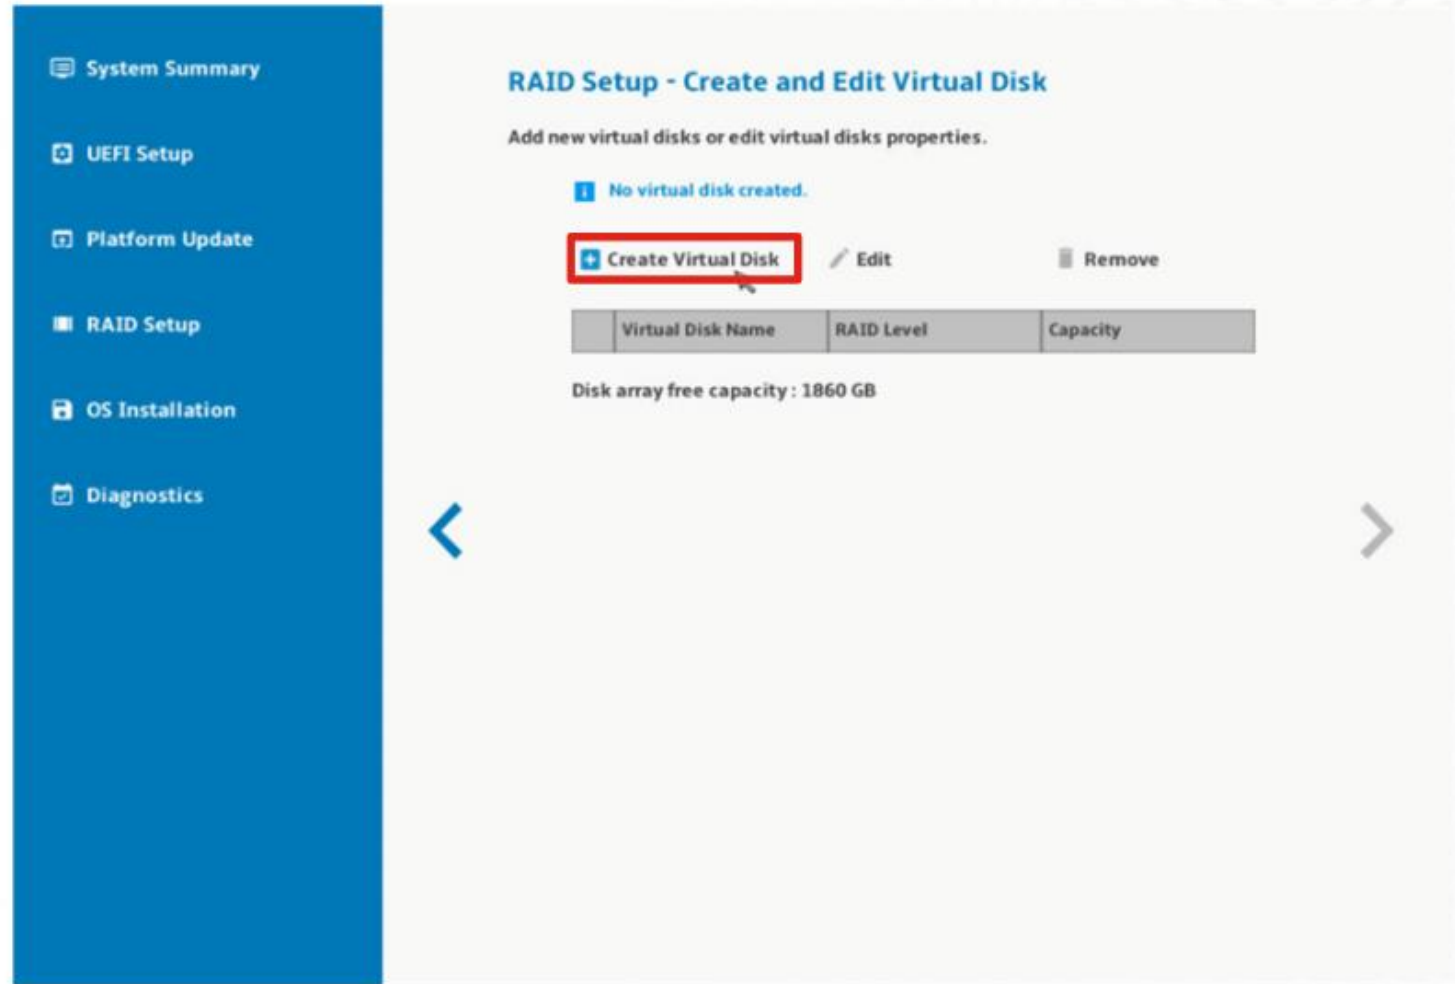 System Summary
UEFI Setup
Platform Update
RAID Setup
OS Installation
Diagnostics
RAID Setup - Create and Edit Virtual Disk
Add new virtual disks or edit virtual disks properties.
No virtual disk created.
Create Virtual Disk Edit Remove
Virtual Disk Name RAID Level Capacity
Disk array free capacity : 1860 GB